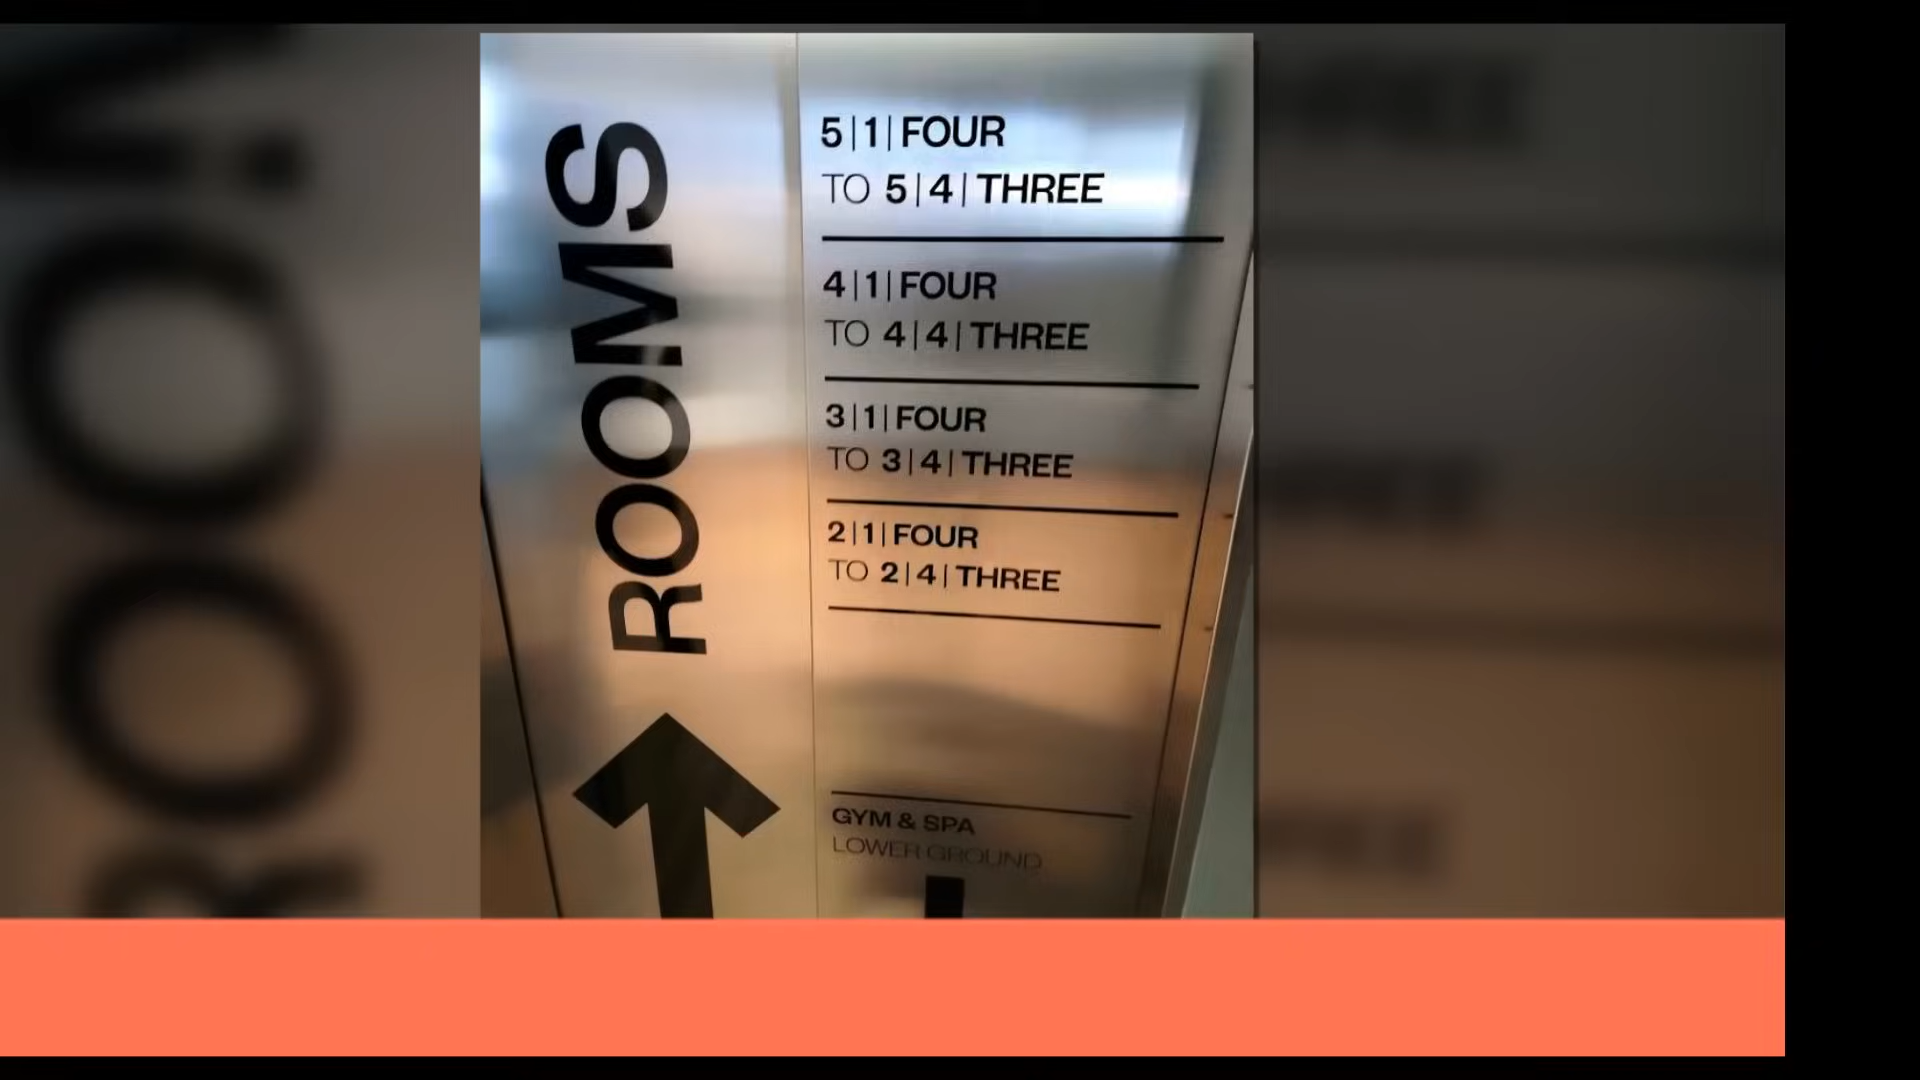 ROOMS
5|1|FOUR
TO 5|4|THREE
4|1|FOUR
TO 4|4|THREE
3|1|FOUR
TO 3|4|THREE
2|1|FOUR
TO 2|4|THREE
GYM & SPA
LOWER GROUND